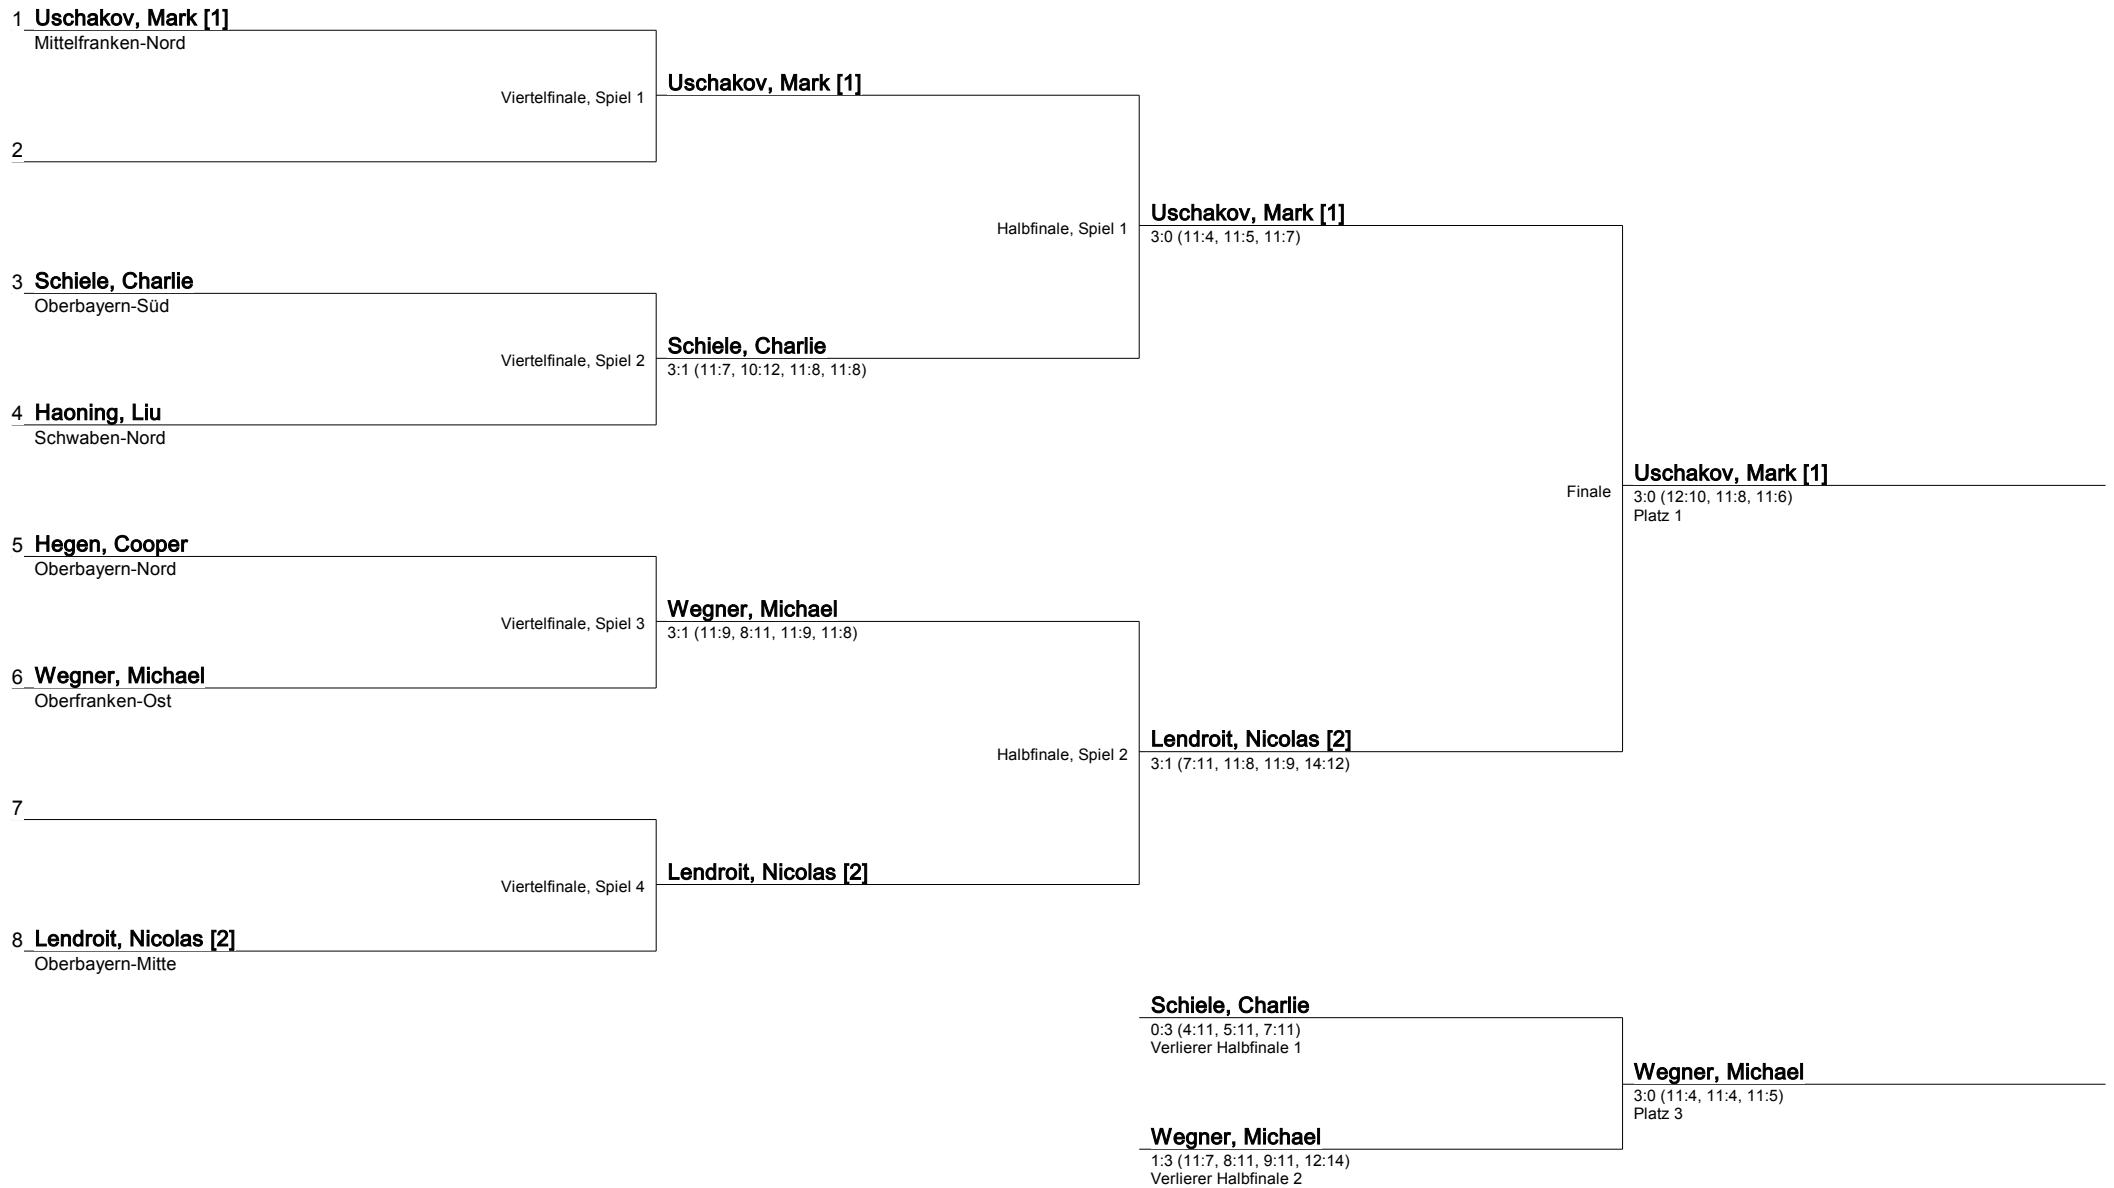 1 Uschakov, Mark [1]
Mittelfranken-Nord
Viertelfinale, Spiel 1
Uschakov, Mark [1]
2
Halbfinale, Spiel 1
Uschakov, Mark [1]
3:0 (11:4, 11:5, 11:7)
3 Schiele, Charlie
Oberbayern-Süd
Viertelfinale, Spiel 2
Schiele, Charlie
3:1 (11:7, 10:12, 11:8, 11:8)
4 Haoning, Liu
Schwaben-Nord
Finale
Uschakov, Mark [1]
3:0 (12:10, 11:8, 11:6)
Platz 1
5 Hegen, Cooper
Oberbayern-Nord
Viertelfinale, Spiel 3
Wegner, Michael
3:1 (11:9, 8:11, 11:9, 11:8)
6 Wegner, Michael
Oberfranken-Ost
Halbfinale, Spiel 2
Lendroit, Nicolas [2]
3:1 (7:11, 11:8, 11:9, 14:12)
7
Viertelfinale, Spiel 4
Lendroit, Nicolas [2]
8 Lendroit, Nicolas [2]
Oberbayern-Mitte
Schiele, Charlie
0:3 (4:11, 5:11, 7:11)
Verlierer Halbfinale 1
Wegner, Michael
3:0 (11:4, 11:4, 11:5)
Platz 3
Wegner, Michael
1:3 (11:7, 8:11, 9:11, 12:14)
Verlierer Halbfinale 2